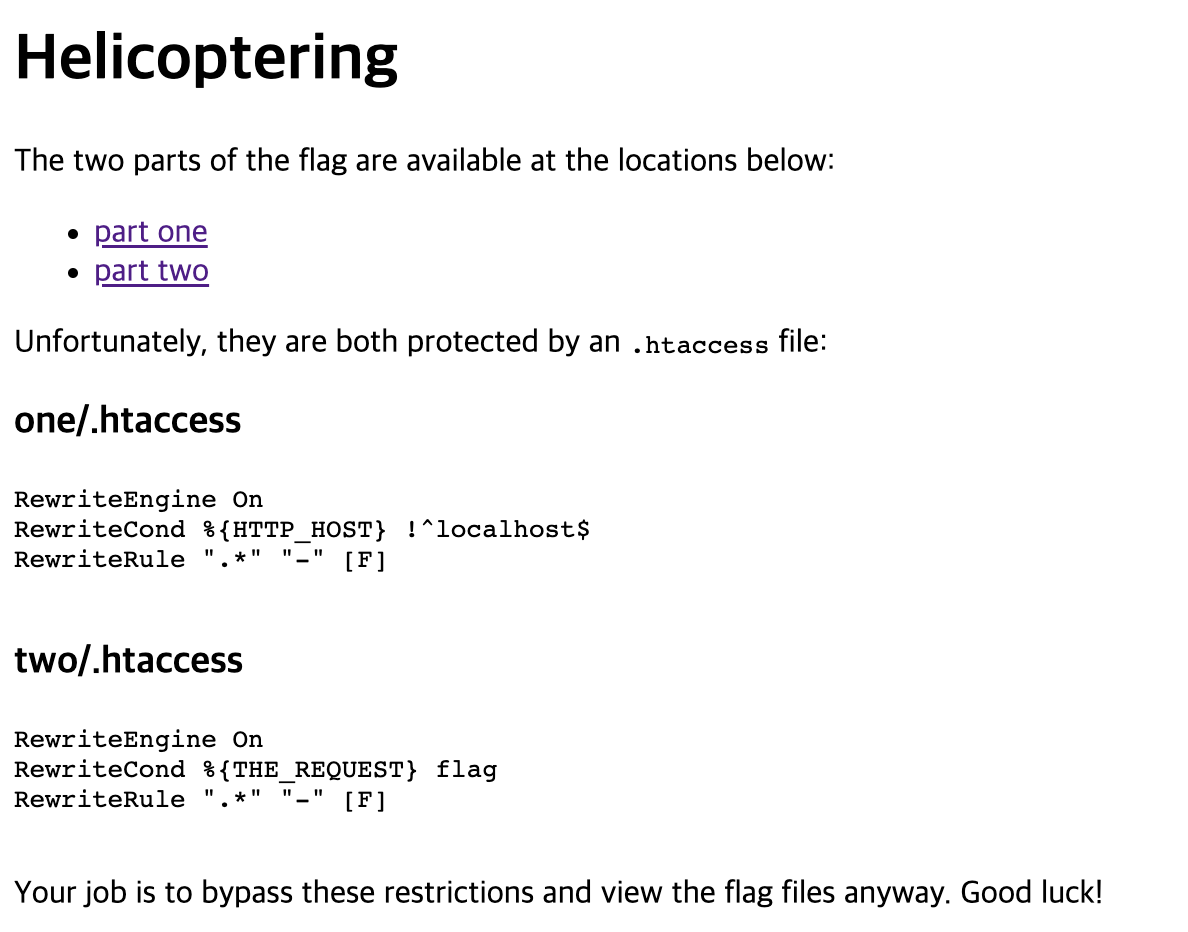 Helicoptering
The two parts of the flag are available at the locations below:
• part one
• part two
Unfortunately, they are both protected by an .htaccess file:
one/.htaccess
RewriteEngine On
RewriteCond %{HTTP_HOST} !^localhost$
RewriteRule ".*" "-" [F]
two/.htaccess
RewriteEngine On
RewriteCond %{THE_REQUEST} flag
RewriteRule ".*" "-" [F]
Your job is to bypass these restrictions and view the flag files anyway. Good luck!